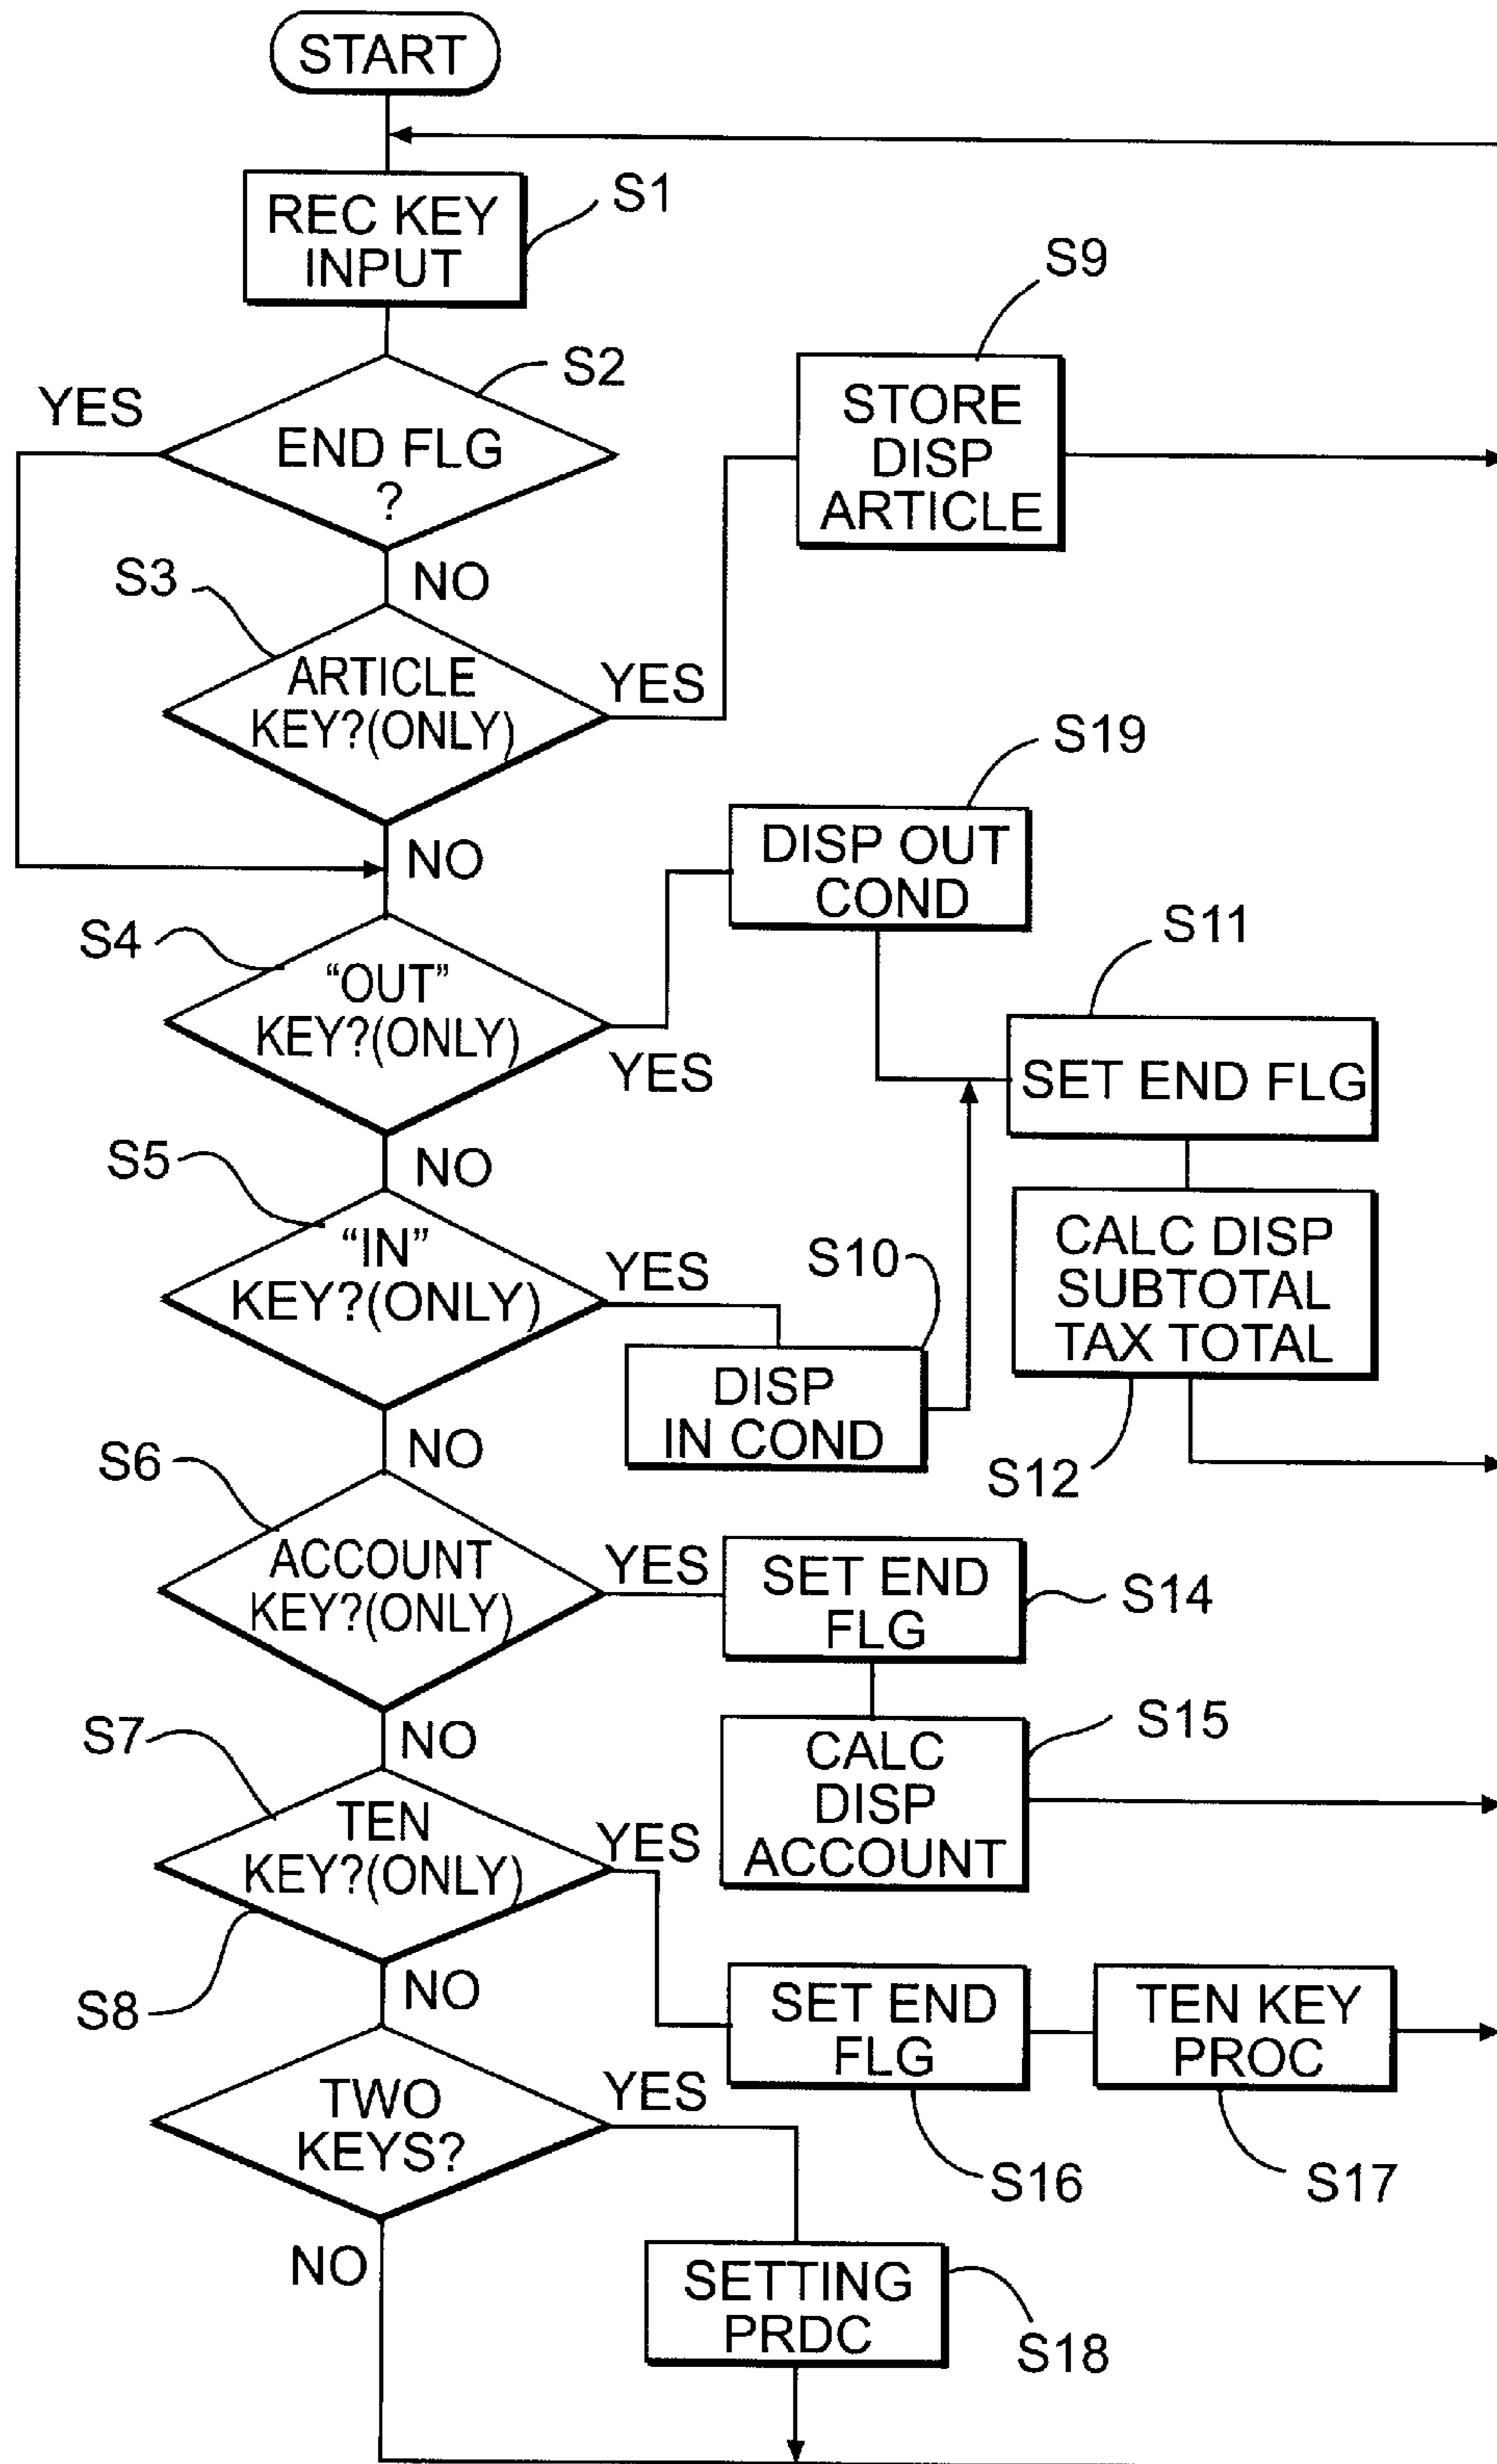 START
REC KEY
INPUT
S1
S9
S2
YES
END FLG
?
STORE
DISP
ARTICLE
S3
NO
ARTICLE
KEY?(ONLY)
YES
S19
NO
DISP OUT
COND
S4
S11
“OUT”
KEY?(ONLY)
YES
SET END FLG
S5
NO
“IN”
KEY?(ONLY)
YES
S10
CALC DISP
SUBTOTAL
TAX TOTAL
DISP
IN COND
S12
S6
NO
ACCOUNT
KEY?(ONLY)
YES
SET END
FLG
S14
S7
NO
S15
CALC
DISP
ACCOUNT
TEN
KEY?(ONLY)
YES
S8
NO
SET END
FLG
TEN KEY
PROC
TWO
KEYS?
YES
S16
S17
NO
SETTING
PRDC
S18